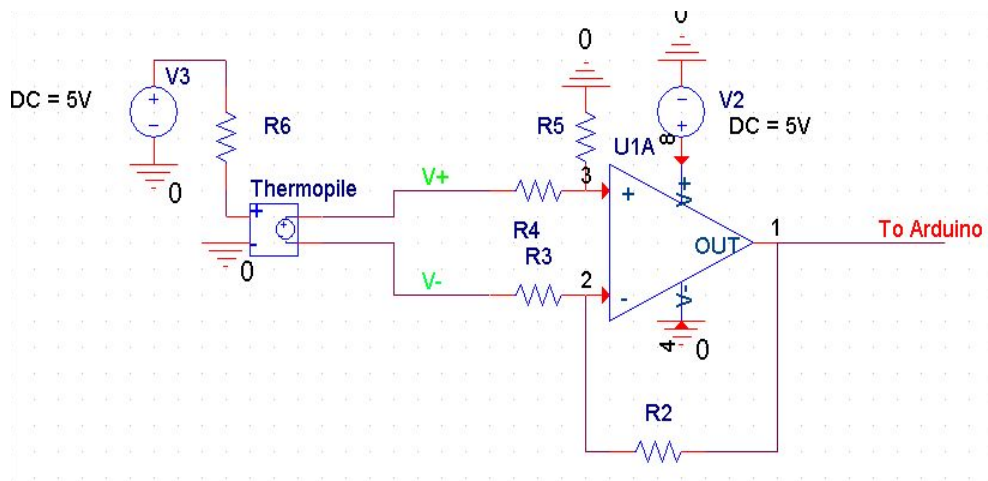 0
0
V3
DC = 5V
R6
R5
V2
DC = 5V
8
U1A
V+
0
Thermopile
V+
3
+
R4
R3
+
-
0
V-
2
-
OUT
1
To Arduino
V-
4
0
R2